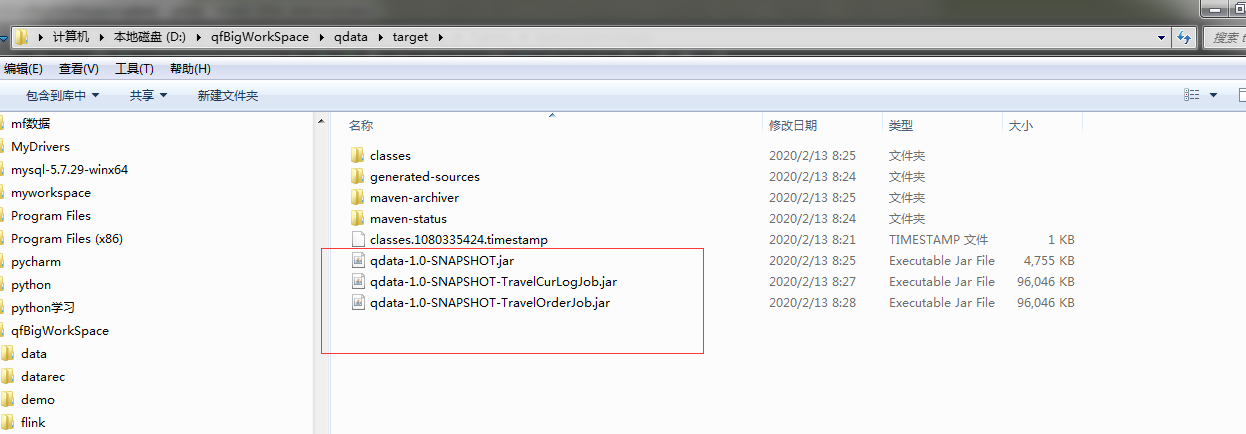 计算机 本地磁盘 (D:) qfBigWorkSpace qdata target 搜索 t
编辑(E) 查看(V) 工具(T) 帮助(H)
包含到库中 共享 新建文件夹
mf数据
MyDrivers
mysql-5.7.29-winx64
myworkspace
Program Files
Program Files (x86)
pycharm
python
python学习
qfBigWorkSpace
data
datarec
demo
flink
名称 修改日期 类型 大小
classes 2020/2/13 8:25 文件夹
generated-sources 2020/2/13 8:24 文件夹
maven-archiver 2020/2/13 8:25 文件夹
maven-status 2020/2/13 8:24 文件夹
classes.1080335424.timestamp 2020/2/13 8:21 TIMESTAMP 文件 1 KB
qdata-1.0-SNAPSHOT.jar 2020/2/13 8:25 Executable Jar File 4,755 KB
qdata-1.0-SNAPSHOT-TravelCurLogJob.jar 2020/2/13 8:27 Executable Jar File 96,046 KB
qdata-1.0-SNAPSHOT-TravelOrderJob.jar 2020/2/13 8:28 Executable Jar File 96,046 KB